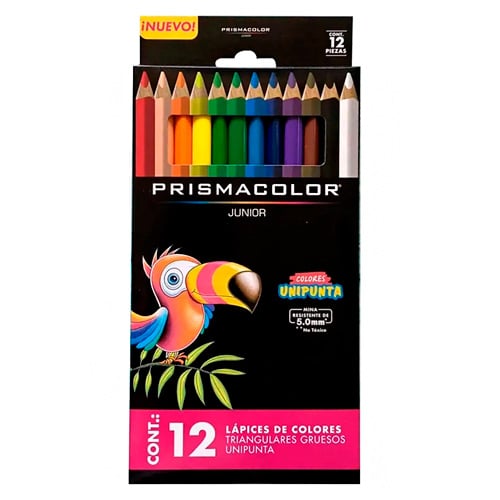 ¡NUEVO!
PRISMACOLOR
JUNIOR
CONT.
12
PIEZAS
PRISMACOLOR®
JUNIOR
COLORES
UNIPUNTA
MINA
RESISTENTE DE
5.0mm
No Tóxico
CONT.:
12
LÁPICES DE COLORES
TRIANGULARES GRUESOS
UNIPUNTA